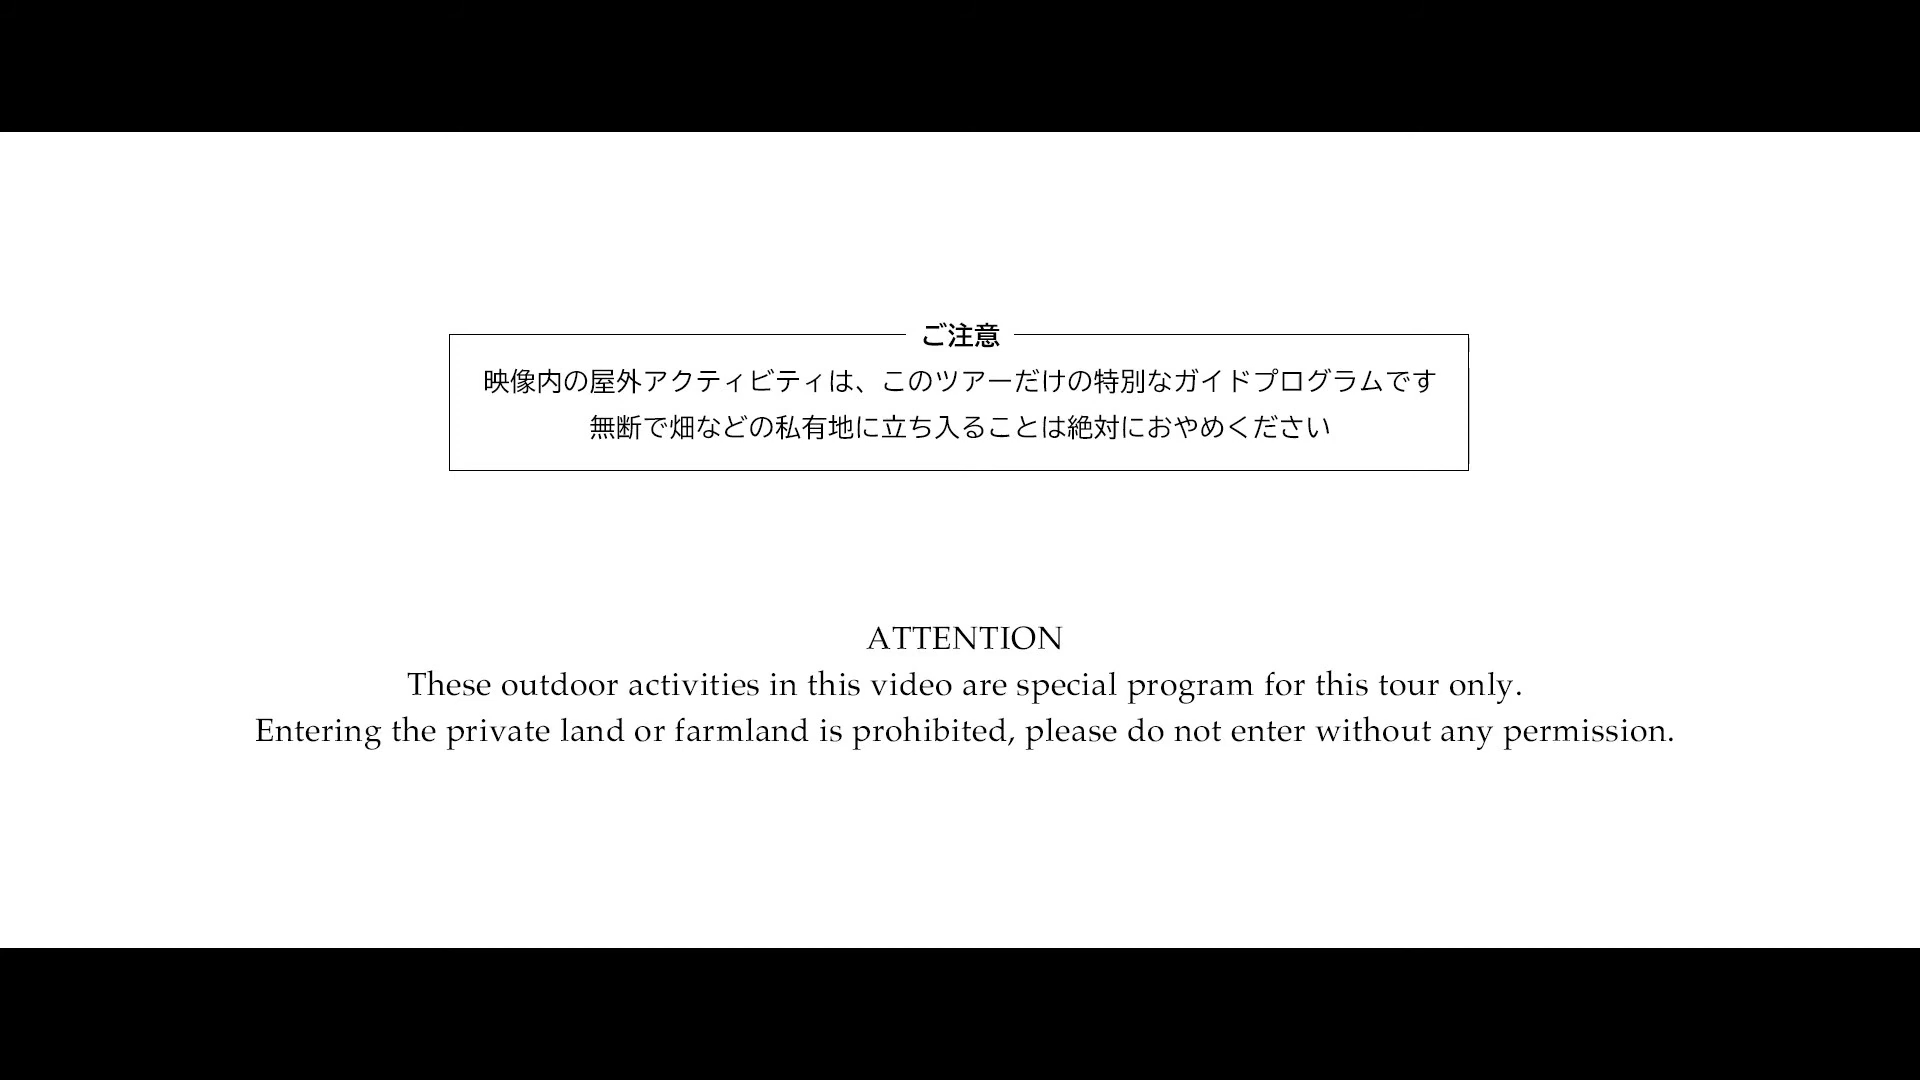 ご注意
映像内の屋外アクティビティは、このツアーだけの特別なガイドプログラムです
無断で畑などの私有地に立ち入ることは絶対におやめください
ATTENTION
These outdoor activities in this video are special program for this tour only.
Entering the private land or farmland is prohibited, please do not enter without any permission.